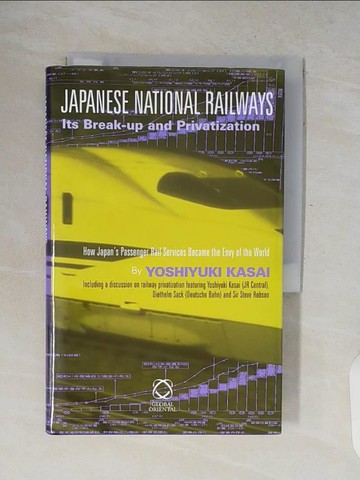 JAPANESE NATIONAL RAILWAYS
Its Break-up and Privatization
How Japan's Passenger Rail Services Became the Envy of the World
By YOSHIYUKI KASAI
Including a discussion on railway privatization featuring Yoshiyuki Kasai (JR Central),
Diethelm Sack (Deutsche Bahn) and Sir Steve Robson
GLOBAL
ORIENTAL